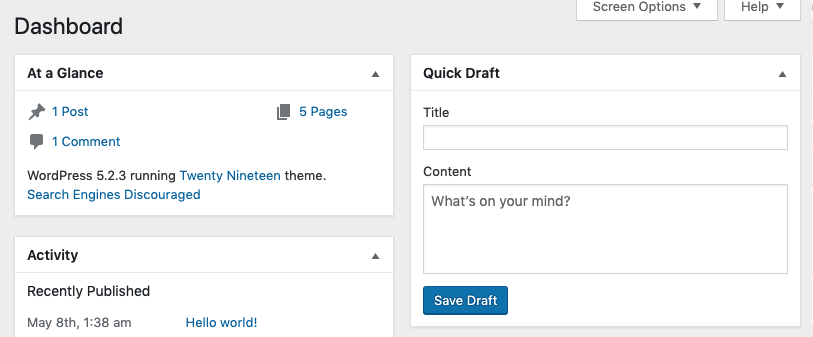 Screen Options ▼
Help ▼
Dashboard
At a Glance
1 Post
5 Pages
1 Comment
WordPress 5.2.3 running Twenty Nineteen theme.
Search Engines Discouraged
Activity
Recently Published
May 8th, 1:38 am
Hello world!
Quick Draft
Title
Content
What's on your mind?
Save Draft